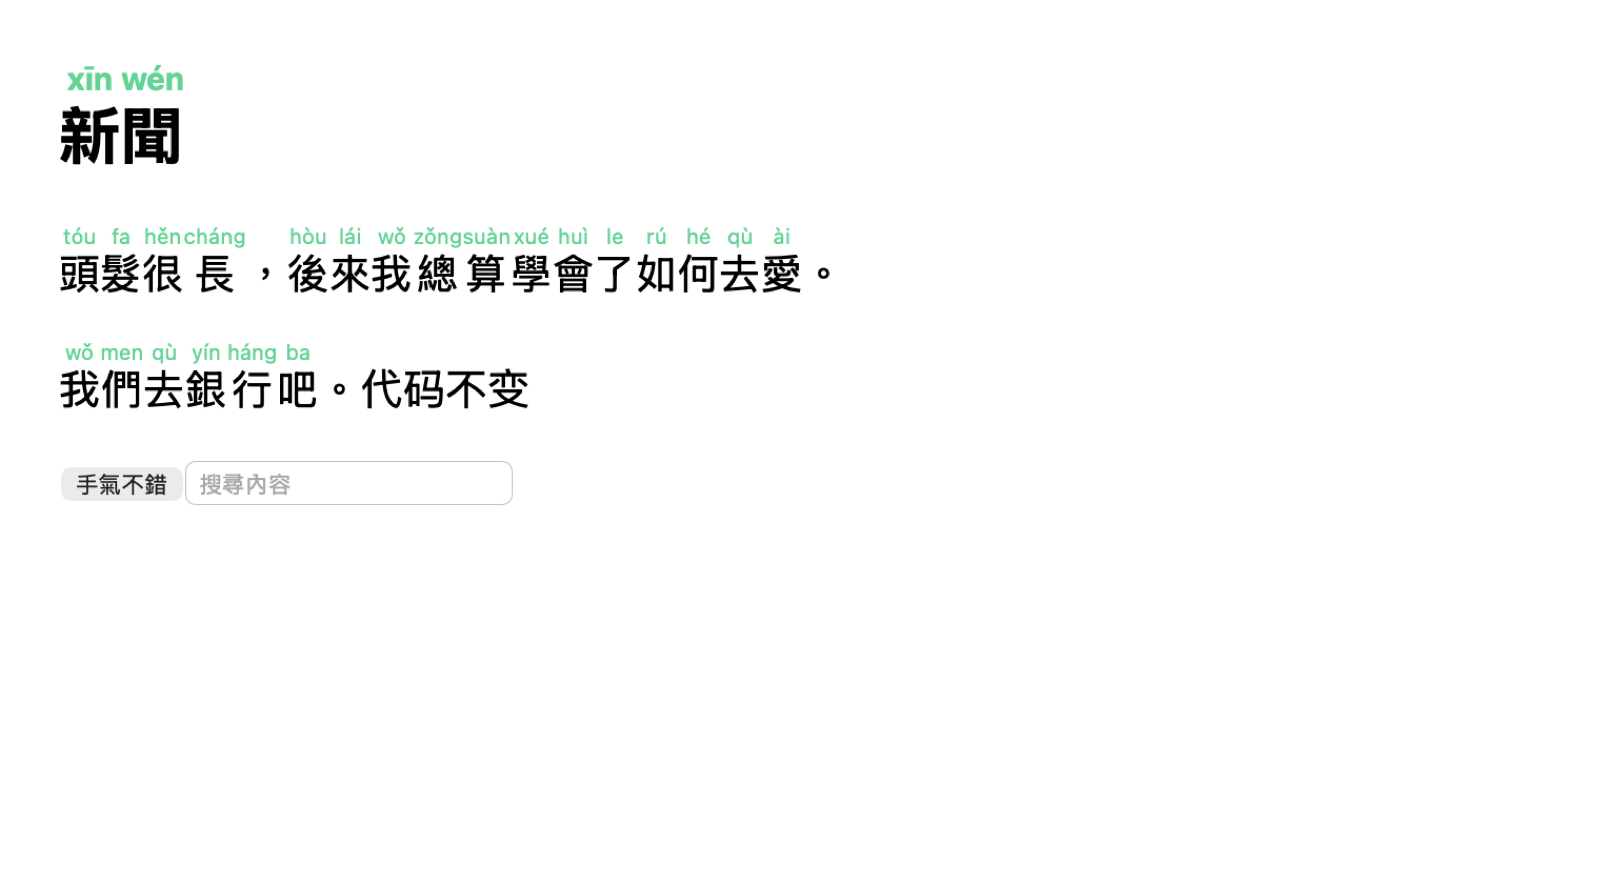 xīn wén
新聞
tóu fa hěn cháng hòu lái wǒ zǒng suàn xué huì le rú hé qù ài
頭髮很長，後來我總算學會了如何去愛。
wǒ men qù yín háng ba
我們去銀行吧。代码不变
手氣不錯 搜尋內容